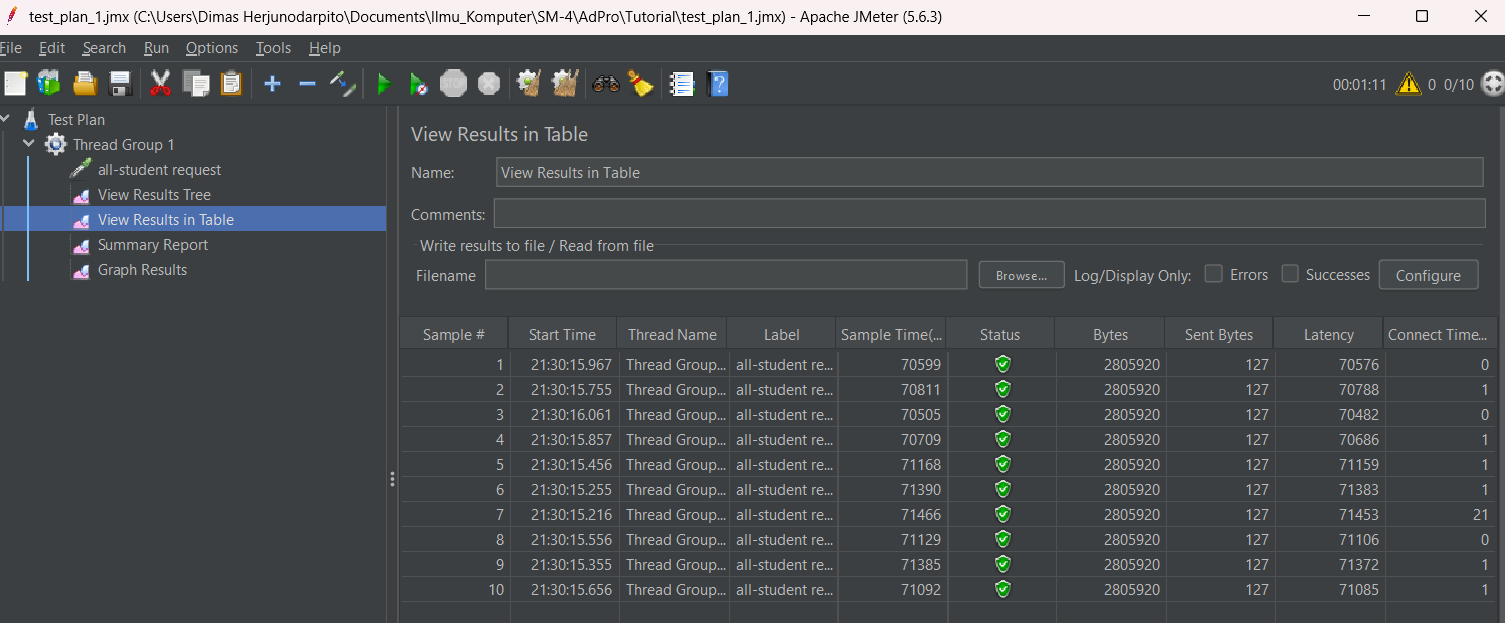 test_plan_1.jmx (C:\Users\Dimas Herjunodarpito\Documents\Ilmu_Komputer\SM-4\AdPro\Tutorial\test_plan_1.jmx) - Apache JMeter (5.6.3)
File Edit Search Run Options Tools Help
STOP 00:01:11 0 0/10
Test Plan
Thread Group 1
all-student request
View Results Tree
View Results in Table
Summary Report
Graph Results
View Results in Table
Name: View Results in Table
Comments:
Write results to file / Read from file
Filename Browse... Log/Display Only: Errors Successes Configure
Sample # Start Time Thread Name Label Sample Time(... Status Bytes Sent Bytes Latency Connect Time...
1 21:30:15.967 Thread Group... all-student re... 70599 2805920 127 70576 0
2 21:30:15.755 Thread Group... all-student re... 70811 2805920 127 70788 1
3 21:30:16.061 Thread Group... all-student re... 70505 2805920 127 70482 0
4 21:30:15.857 Thread Group... all-student re... 70709 2805920 127 70686 1
5 21:30:15.456 Thread Group... all-student re... 71168 2805920 127 71159 1
6 21:30:15.255 Thread Group... all-student re... 71390 2805920 127 71383 1
7 21:30:15.216 Thread Group... all-student re... 71466 2805920 127 71453 21
8 21:30:15.556 Thread Group... all-student re... 71129 2805920 127 71106 0
9 21:30:15.355 Thread Group... all-student re... 71385 2805920 127 71372 1
10 21:30:15.656 Thread Group... all-student re... 71092 2805920 127 71085 1